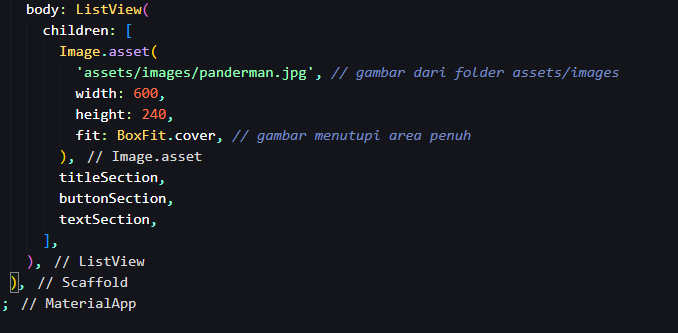 body: ListView(
children: [
Image.asset(
'assets/images/panderman.jpg', // gambar dari folder assets/images
width: 600,
height: 240,
fit: BoxFit.cover, // gambar menutupi area penuh
), // Image.asset
titleSection,
buttonSection,
textSection,
],
), // ListView
), // Scaffold
; // MaterialApp